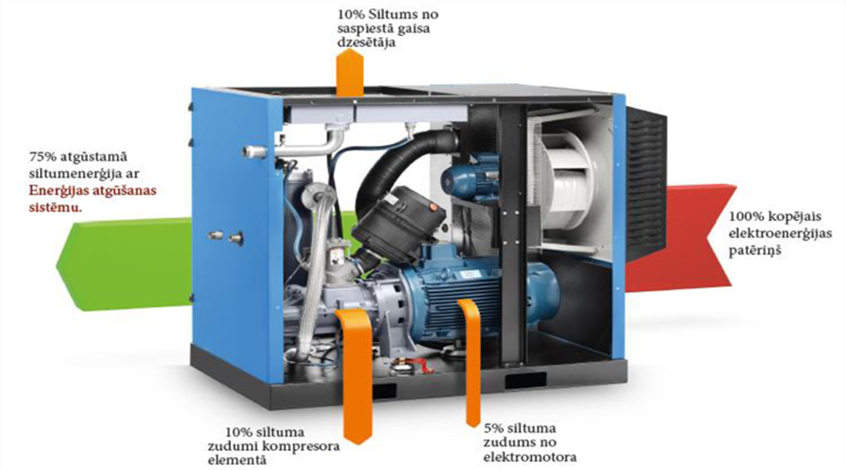 10% Siltums no
saspiestā gaisa
dzesētāja
75% atgūstamā
siltumenerģija ar
Enerģijas atgūšanas
sistēmu.
100% kopējais
elektroenerģijas
patēriņš
10% siltuma
zudumi kompresora
elementā
5% siltuma
zudums no
elektromotora